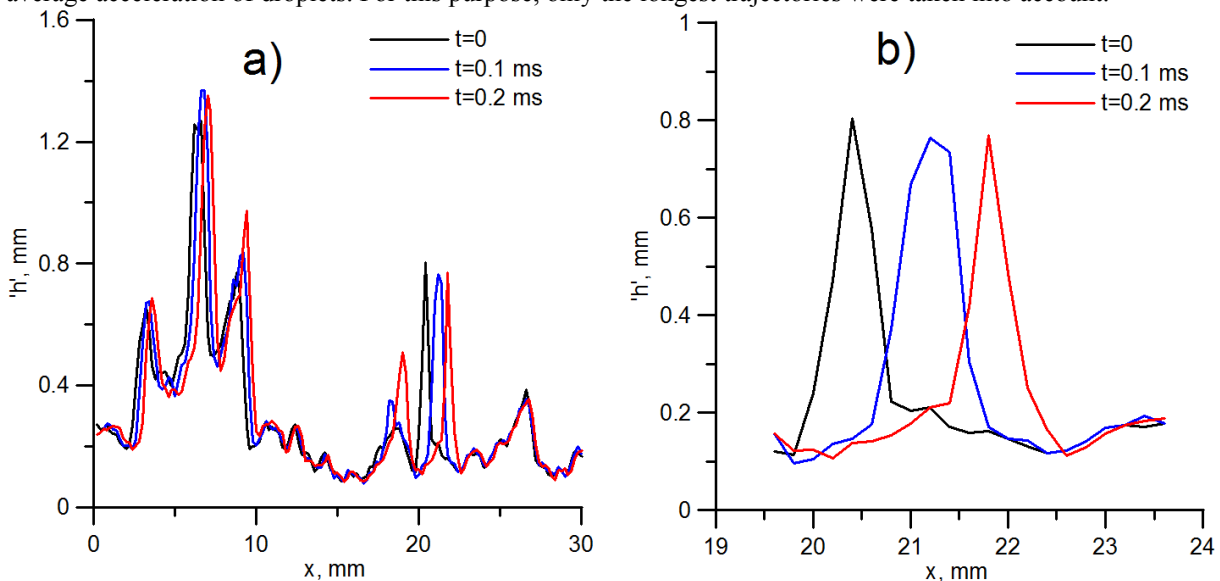 average acceleration of droplets. For this purpose, only the longest trajectories were taken into account.
1.6
1.2
0.8
0.4
0
'h', mm
a)
t=0
t=0.1 ms
t=0.2 ms
0
10
20
30
x, mm
1
0.8
0.6
0.4
0.2
0
'h', mm
b)
t=0
t=0.1 ms
t=0.2 ms
19
20
21
22
23
24
x, mm